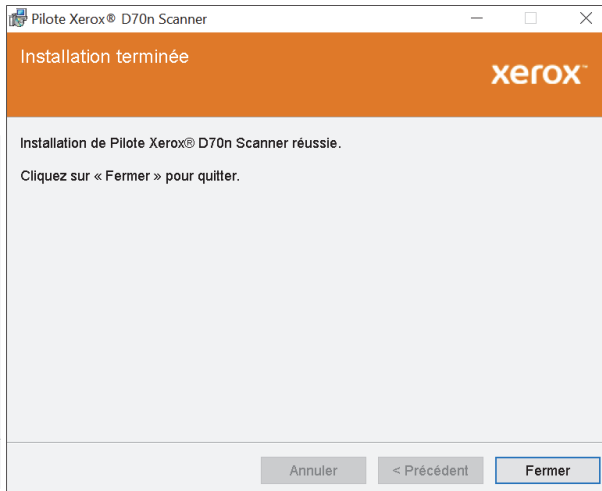 Pilote Xerox® D70n Scanner
Installation terminée
xerox™
Installation de Pilote Xerox® D70n Scanner réussie.
Cliquez sur « Fermer » pour quitter.
Annuler
< Précédent
Fermer